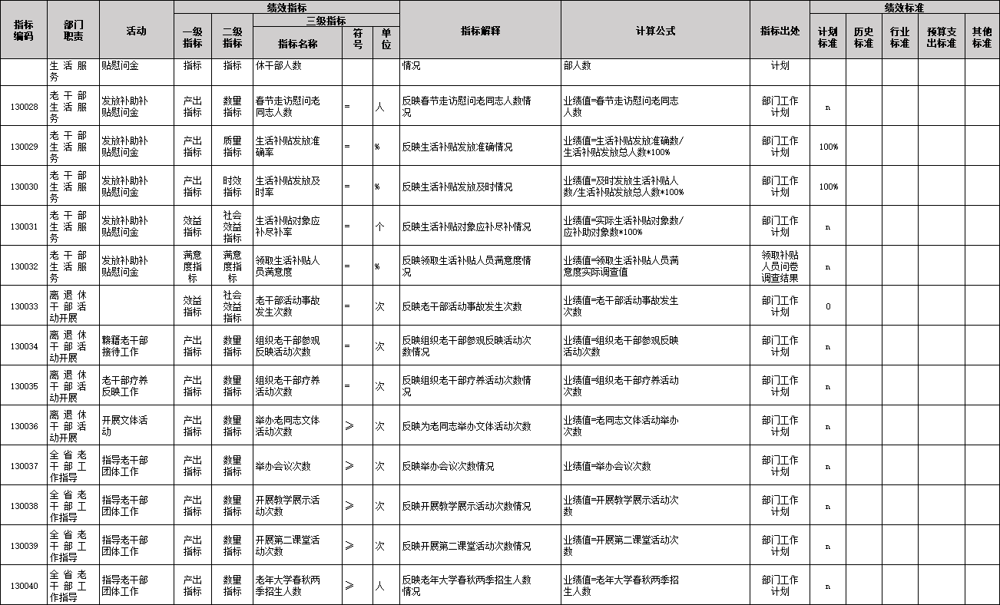 指标编码 部门职责 活动 绩效指标 指标解释 计算公式 指标出处 绩效标准
一级指标 二级指标 三级指标 计划标准 历史标准 行业标准 预算支出标准 其他标准
指标名称 符号 单位
生活服务 贴慰问金 指标 指标 休干部人数 情况 部人数 计划
130028 老干部生活服务 发放补助补贴慰问金 产出指标 数量指标 春节走访慰问老同志人数 = 人 反映春节走访慰问老同志人数情况 业绩值=春节走访慰问老同志人数 部门工作计划 n
130029 老干部生活服务 发放补助补贴慰问金 产出指标 质量指标 生活补贴发放准确率 = % 反映生活补贴发放准确情况 业绩值=生活补贴发放准确数/生活补贴发放总人数*100% 部门工作计划 100%
130030 老干部生活服务 发放补助补贴慰问金 产出指标 时效指标 生活补贴发放及时率 = % 反映生活补贴发放及时情况 业绩值=及时发放生活补贴人数/生活补贴发放总人数*100% 部门工作计划 100%
130031 老干部生活服务 发放补助补贴慰问金 效益指标 社会效益指标 生活补贴对象应补尽补率 = 个 反映生活补贴对象应补尽补情况 业绩值=实际生活补贴对象数/应补助对象数*100% 部门工作计划 n
130032 老干部生活服务 发放补助补贴慰问金 满意度指标 满意度指标 领取生活补贴人员满意度 = % 反映领取生活补贴人员满意度情况 业绩值=领取生活补贴人员满意度实际调查值 领取补贴人员问卷调查结果 n
130033 离退休干部活动开展 效益指标 社会效益指标 老干部活动事故发生次数 = 次 反映老干部活动事故发生次数 业绩值=老干部活动事故发生次数 部门工作计划 0
130034 离退休干部活动开展 赣籍老干部接待工作 产出指标 数量指标 组织老干部参观反映活动次数 = 次 反映组织老干部参观反映活动次数情况 业绩值=组织老干部参观反映活动次数 部门工作计划 n
130035 离退休干部活动开展 老干部疗养反映工作 产出指标 数量指标 组织老干部疗养活动次数 = 次 反映组织老干部疗养活动次数情况 业绩值=组织老干部疗养活动次数 部门工作计划 n
130036 离退休干部活动开展 开展文体活动 产出指标 数量指标 举办老同志文体活动次数 ≥ 次 反映为老同志举办文体活动次数 业绩值=老同志文体活动举办次数 部门工作计划 n
130037 全省老干部工作指导 指导老干部团体工作 产出指标 数量指标 举办会议次数 ≥ 次 反映举办会议次数情况 业绩值=举办会议次数 部门工作计划 n
130038 全省老干部工作指导 指导老干部团体工作 产出指标 数量指标 开展教学展示活动次数 ≥ 次 反映开展教学展示活动次数情况 业绩值=开展教学展示活动次数 部门工作计划 n
130039 全省老干部工作指导 指导老干部团体工作 产出指标 数量指标 开展第二课堂活动次数 ≥ 次 反映开展第二课堂活动次数情况 业绩值=开展第二课堂活动次数 部门工作计划 n
130040 全省老干部工作指导 指导老干部团体工作 产出指标 数量指标 老年大学春秋两季招生人数 ≥ 人 反映老年大学春秋两季招生人数情况 业绩值=老年大学春秋两季招生人数 部门工作计划 n